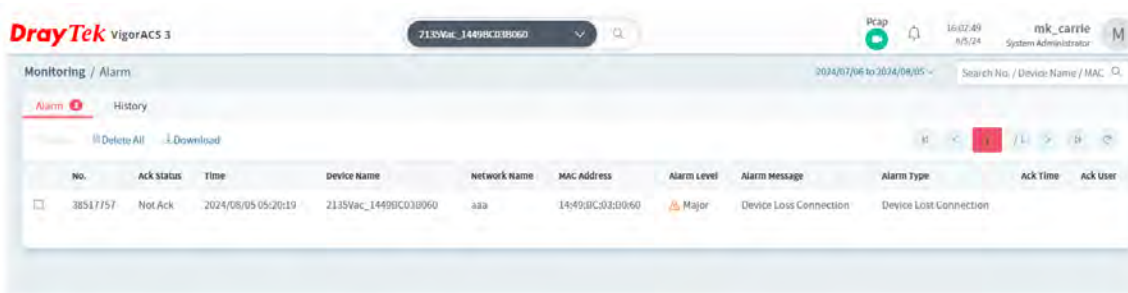 DrayTek VigorACS 3
2135Vac_1449BC03B060
Pcap
16:02:49
8/5/24
mk_carrie
System Administrator
M
Monitoring / Alarm
2024/07/06 to 2024/08/05
Search No. / Device Name / MAC
Alarm
History
Delete All
Download
No. Ack Status Time Device Name Network Name MAC Address Alarm Level Alarm Message Alarm Type Ack Time Ack User
38517757 Not Ack 2024/08/05 05:20:19 2135Vac_1449BC03B060 aaa 14:49:BC:03:B0:60 Major Device Loss Connection Device Lost Connection